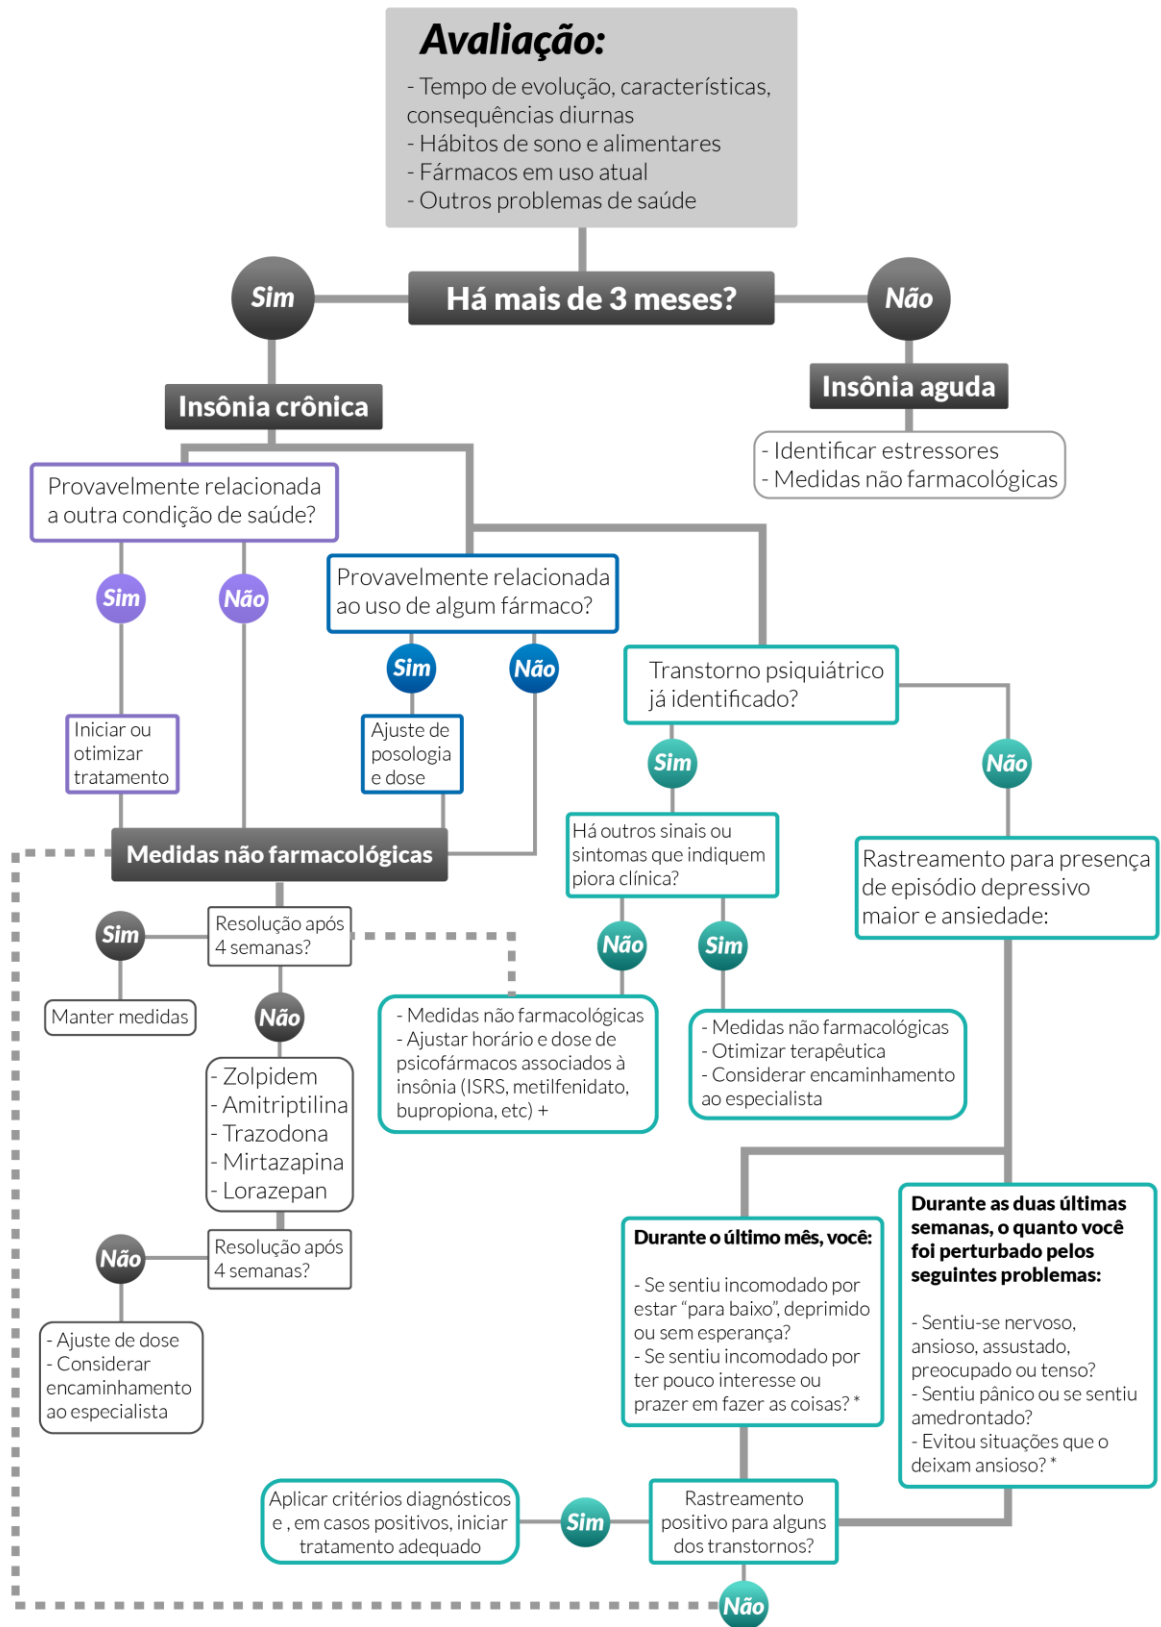 Avaliação:
- Tempo de evolução, características,
consequências diurnas
- Hábitos de sono e alimentares
- Fármacos em uso atual
- Outros problemas de saúde
Sim
Há mais de 3 meses?
Não
Insônia crônica
Insônia aguda
- Identificar estressores
- Medidas não farmacológicas
Provavelmente relacionada
a outra condição de saúde?
Sim
Não
Provavelmente relacionada
ao uso de algum fármaco?
Sim
Não
Transtorno psiquiátrico
já identificado?
Sim
Não
Iniciar ou
otimizar
tratamento
Ajuste de
posologia
e dose
Medidas não farmacológicas
Há outros sinais ou
sintomas que indiquem
piora clínica?
Rastreamento para presença
de episódio depressivo
maior e ansiedade:
Sim
Resolução após
4 semanas?
Não
Sim
Manter medidas
Não
- Medidas não farmacológicas
- Ajustar horário e dose de
psicofármacos associados à
insônia (ISRS, metilfenidato,
bupropiona, etc) +
- Medidas não farmacológicas
- Otimizar terapêutica
- Considerar encaminhamento
ao especialista
- Zolpidem
- Amitriptilina
- Trazodona
- Mirtazapina
- Lorazepan
Não
Resolução após
4 semanas?
- Ajuste de dose
- Considerar
encaminhamento
ao especialista
Durante o último mês, você:
- Se sentiu incomodado por
estar “para baixo”, deprimido
ou sem esperança?
- Se sentiu incomodado por
ter pouco interesse ou
prazer em fazer as coisas? *
Durante as duas últimas
semanas, o quanto você
foi perturbado pelos
seguintes problemas:
- Sentiu-se nervoso,
ansioso, assustado,
preocupado ou tenso?
- Sentiu pânico ou se sentiu
amedrontado?
- Evitou situações que o
deixam ansioso? *
Aplicar critérios diagnósticos
e , em casos positivos, iniciar
tratamento adequado
Sim
Rastreamento
positivo para alguns
dos transtornos?
Não